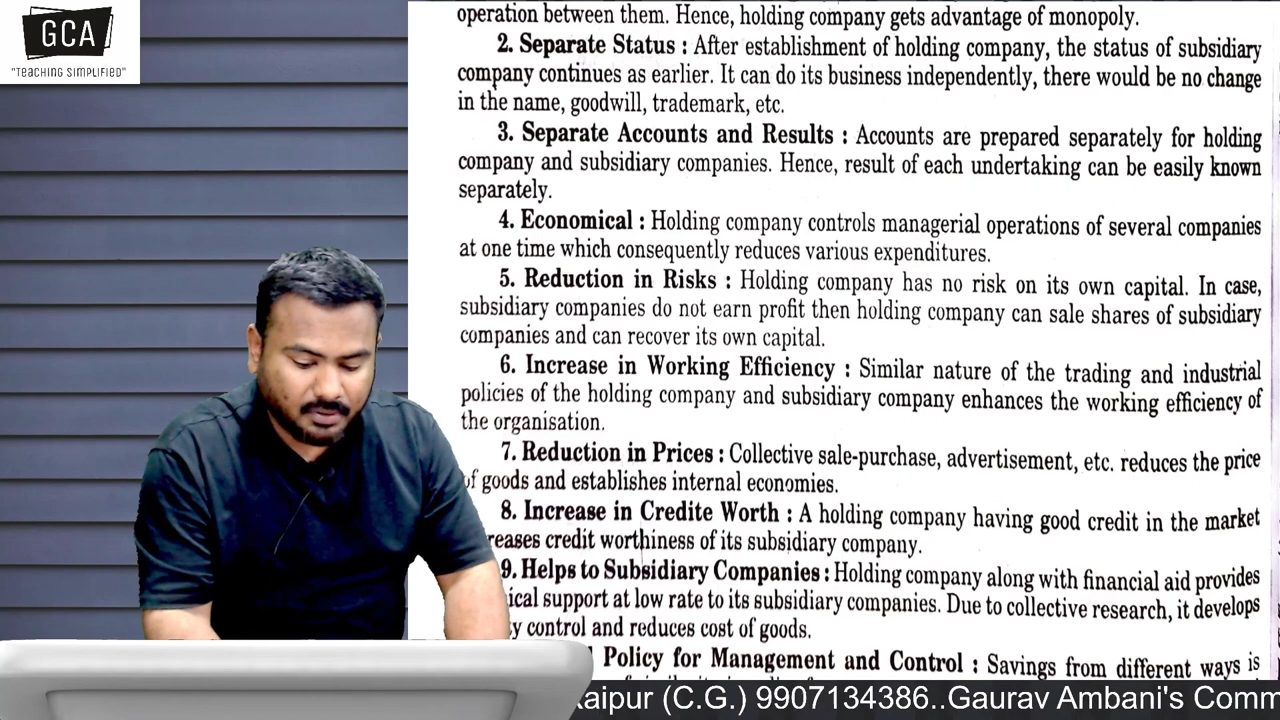 GCA
"TEACHING SIMPLIFIED"
operation between them. Hence, holding company gets advantage of monopoly.
2. Separate Status : After establishment of holding company, the status of subsidiary
company continues as earlier. It can do its business independently, there would be no change
in the name, goodwill, trademark, etc.
3. Separate Accounts and Results : Accounts are prepared separately for holding
company and subsidiary companies. Hence, result of each undertaking can be easily known
separately.
4. Economical : Holding company controls managerial operations of several companies
at one time which consequently reduces various expenditures.
5. Reduction in Risks : Holding company has no risk on its own capital. In case,
subsidiary companies do not earn profit then holding company can sale shares of subsidiary
companies and can recover its own capital.
6. Increase in Working Efficiency : Similar nature of the trading and industrial
policies of the holding company and subsidiary company enhances the working efficiency of
the organisation.
7. Reduction in Prices : Collective sale-purchase, advertisement, etc. reduces the price
of goods and establishes internal economies.
8. Increase in Credite Worth : A holding company having good credit in the market
credit worthiness of its subsidiary company.
9. Helps to Subsidiary Companies : Holding company along with financial aid provides
support at low rate to its subsidiary companies. Due to collective research, it develops
control and reduces cost of goods.
Policy for Management and Control : Savings from different ways is
Raipur (C.G.) 9907134386..Gaurav Ambani's Comm